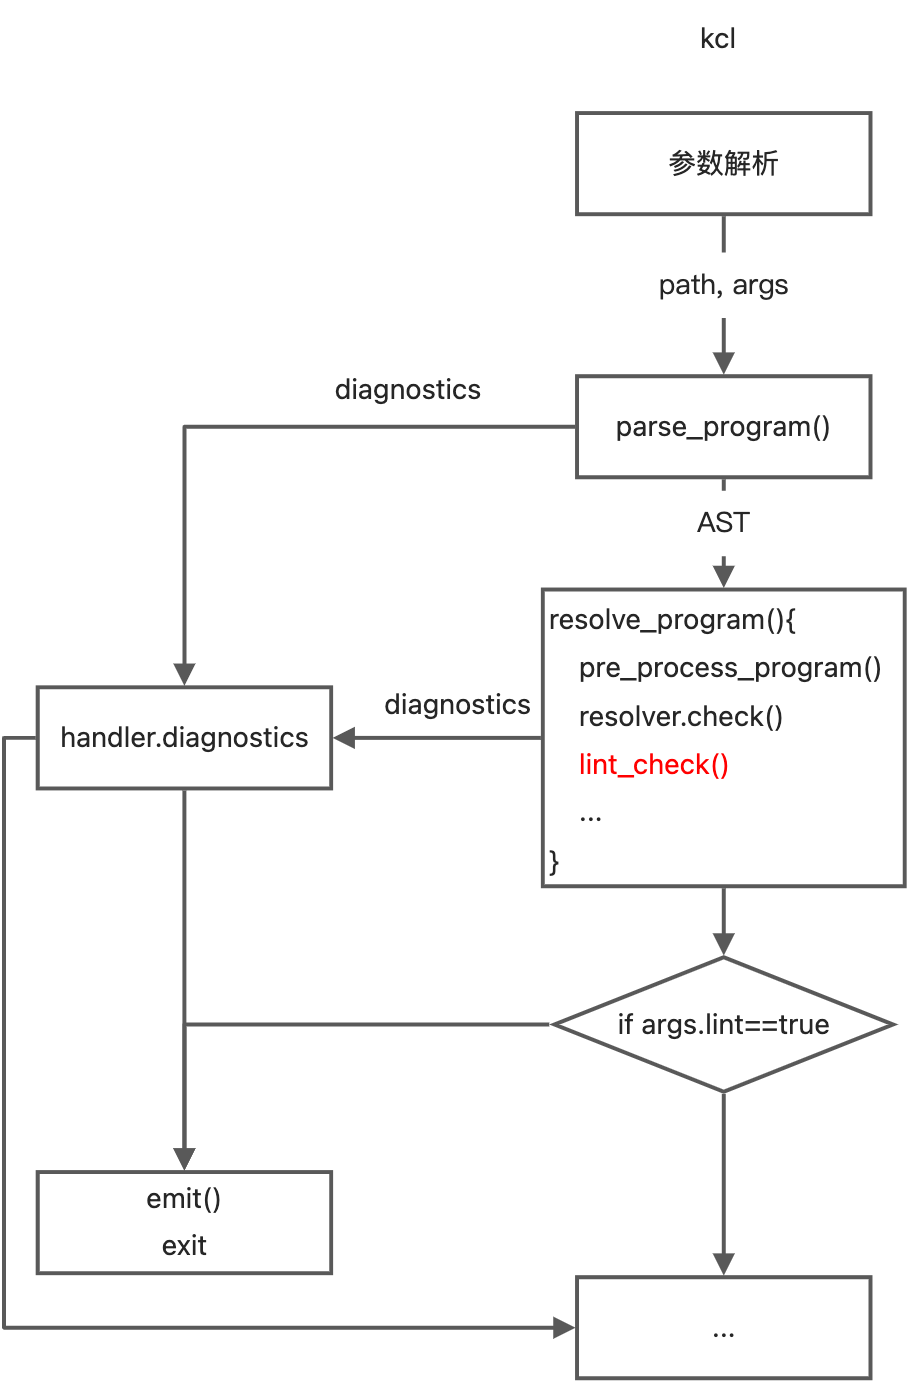 kcl
参数解析
path, args
diagnostics
parse_program()
AST
resolve_program(){
pre_process_program()
diagnostics
resolver.check()
handler.diagnostics
lint_check()
...
}
if args.lint==true
emit()
exit
...